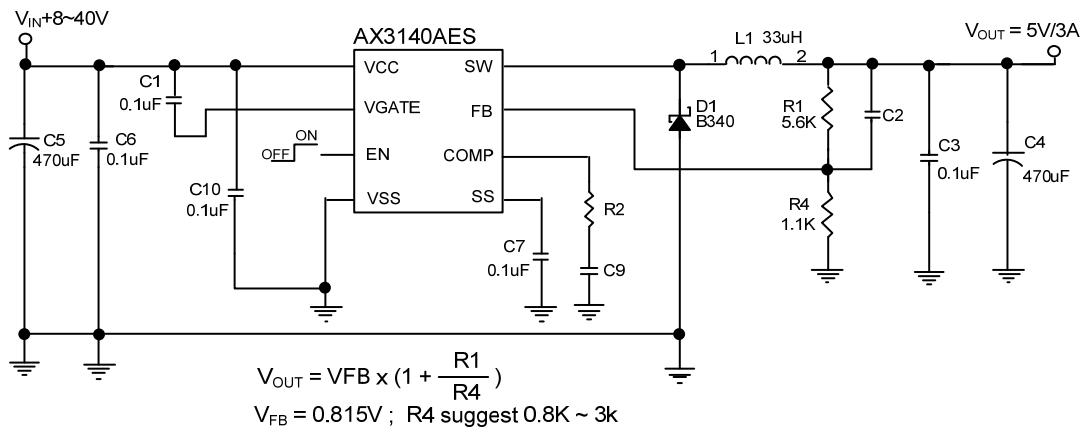 VIN+8~40V
AX3140AES
L1 33uH
VOUT = 5V/3A
1
2
VCC
SW
C1
0.1uF
VGATE
FB
D1
B340
R1
5.6K
C2
C5
470uF
C6
0.1uF
ON
OFF
EN
COMP
C3
0.1uF
C4
470uF
C10
0.1uF
VSS
SS
R2
R4
1.1K
C7
0.1uF
C9
VOUT = VFB x (1 + R1/R4)
VFB = 0.815V ; R4 suggest 0.8K ~ 3k